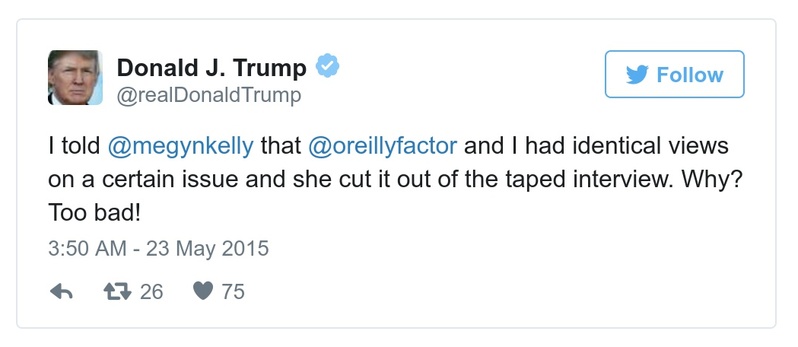 Donald J. Trump
@realDonaldTrump
Follow
I told @megynkelly that @oreillyfactor and I had identical views
on a certain issue and she cut it out of the taped interview. Why?
Too bad!
3:50 AM - 23 May 2015
26 75